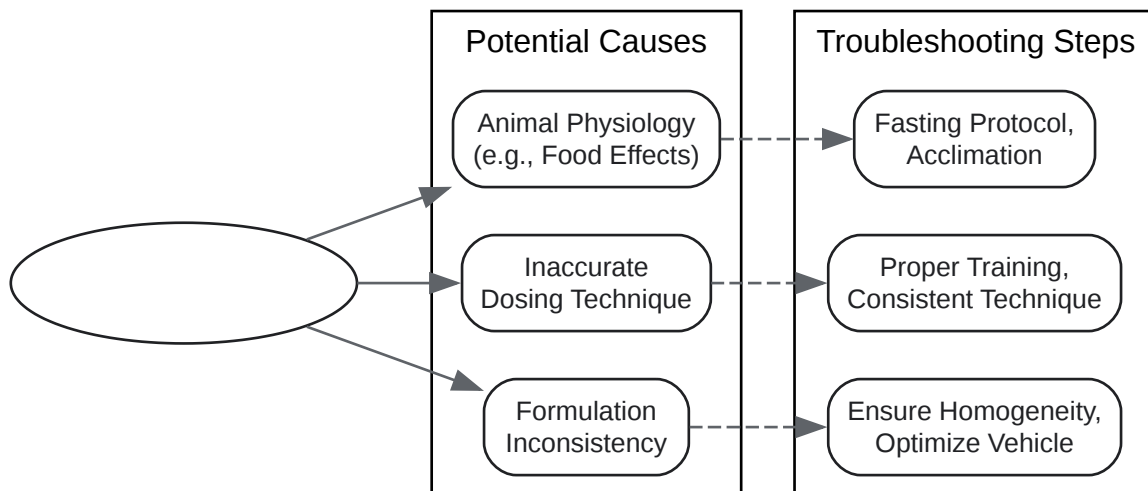 Potential Causes
Animal Physiology
(e.g., Food Effects)
Inaccurate
Dosing Technique
Formulation
Inconsistency
Troubleshooting Steps
Fasting Protocol,
Acclimation
Proper Training,
Consistent Technique
Ensure Homogeneity,
Optimize Vehicle